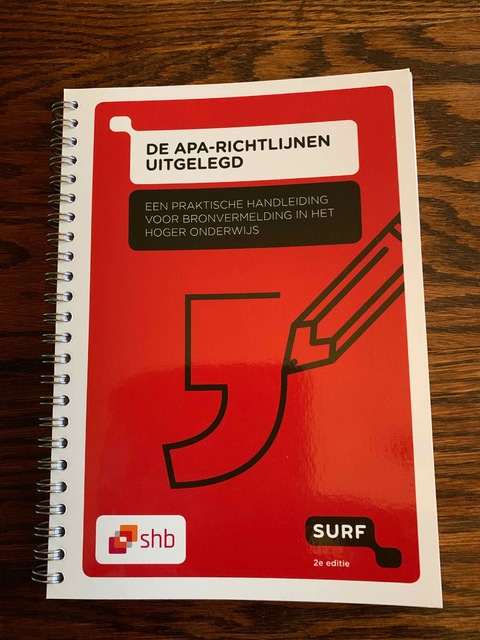 DE APA-RICHTLIJNEN
UITGELEGD
EEN PRAKTISCHE HANDLEIDING
VOOR BRONVERMELDING IN HET
HOGER ONDERWIJS
shb
SURF
2e editie